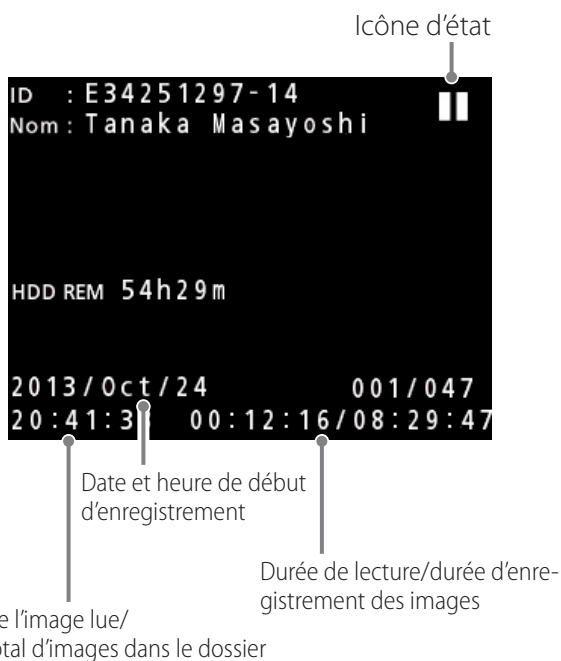 Icône d'état
ID : E34251297-14
Nom : Tanaka Masayoshi
HDD REM 54h29m
2013/Oct/24 001/047
20:41:3 00:12:16/08:29:47
Date et heure de début
d'enregistrement
Durée de lecture/durée d'enre-
gistrement des images
e l'image lue/
otal d'images dans le dossier